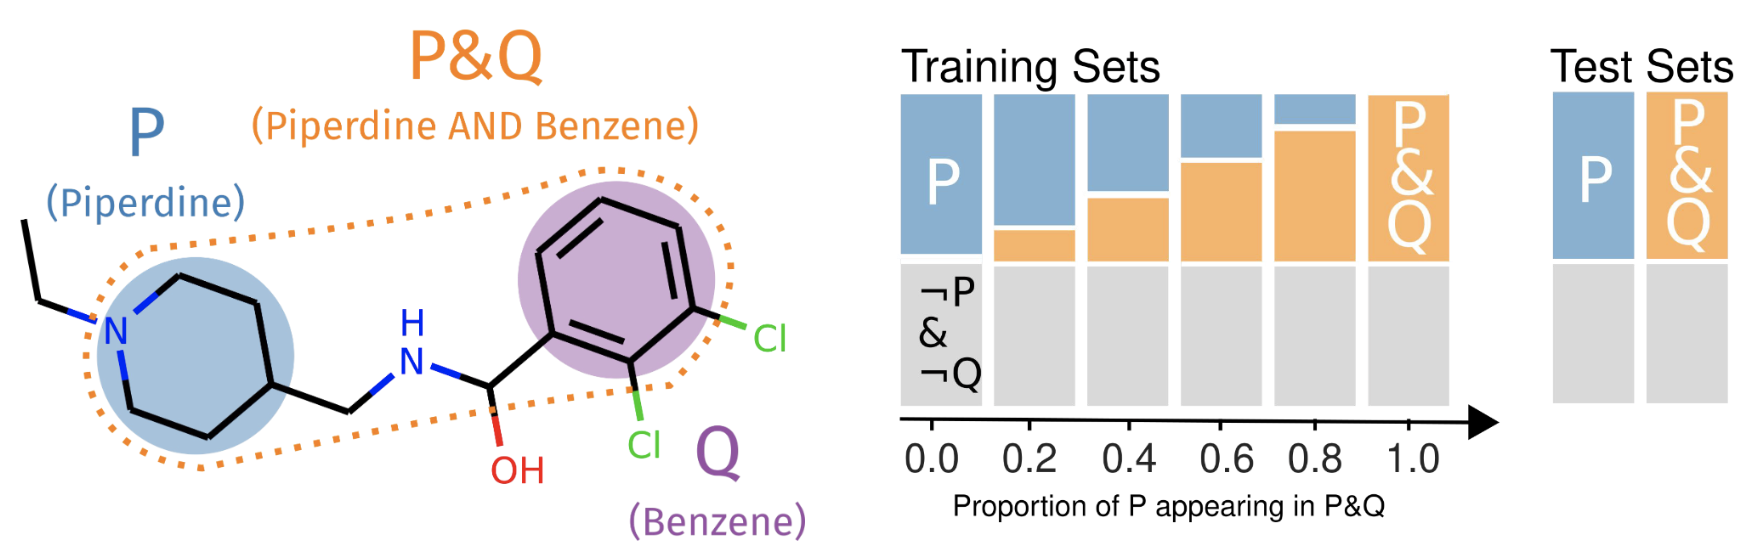 P&Q
(Piperdine AND Benzene)
P
(Piperdine)
N
H
N
OH
Cl
Cl
Q
(Benzene)
Training Sets
P
¬P
&
¬Q
P
&
Q
0.0 0.2 0.4 0.6 0.8 1.0
Proportion of P appearing in P&Q
Test Sets
P
P
&
Q